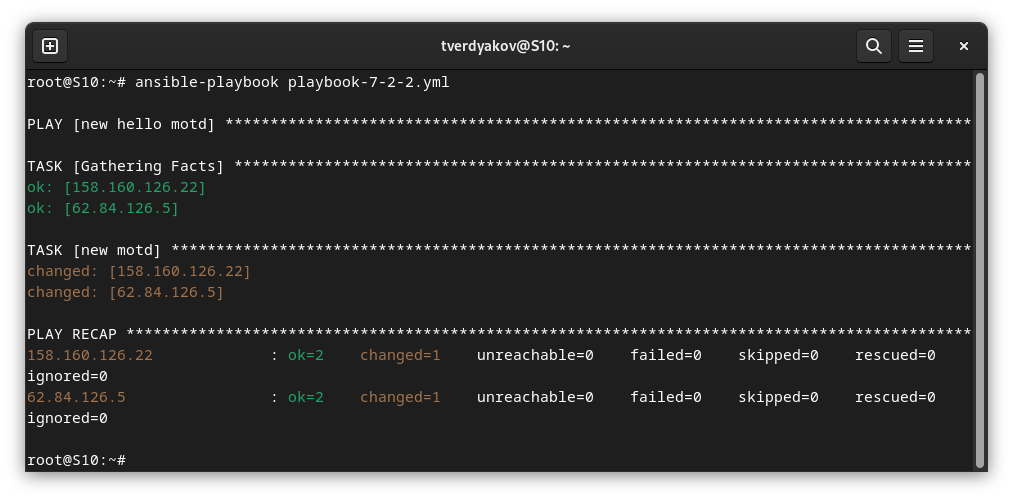 tverdyakov@S10: ~
root@S10:~# ansible-playbook playbook-7-2-2.yml
PLAY [new hello motd] ***********************************************************************************
TASK [Gathering Facts] **********************************************************************************
ok: [158.160.126.22]
ok: [62.84.126.5]
TASK [new motd] *****************************************************************************************
changed: [158.160.126.22]
changed: [62.84.126.5]
PLAY RECAP **********************************************************************************************
158.160.126.22             : ok=2    changed=1    unreachable=0    failed=0    skipped=0    rescued=0
ignored=0
62.84.126.5                : ok=2    changed=1    unreachable=0    failed=0    skipped=0    rescued=0
ignored=0
root@S10:~#